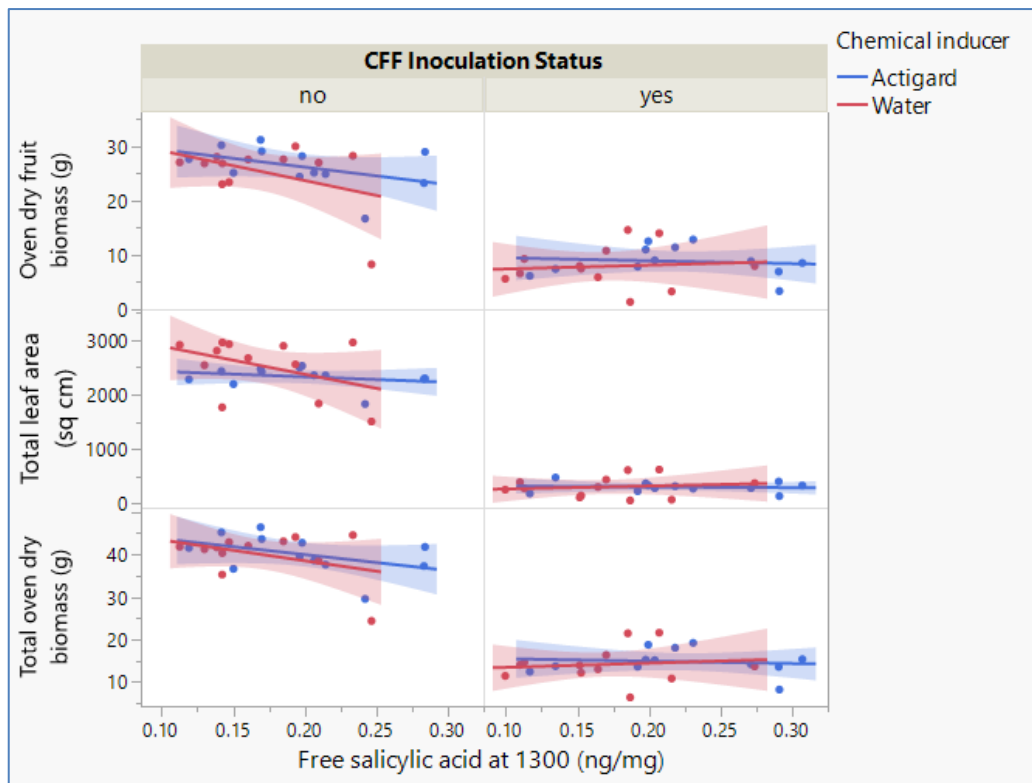 CFF Inoculation Status
no
yes
Chemical inducer
Actigard
Water
Oven dry fruit
biomass (g)
30
20
10
0
Total leaf area
(sq cm)
3000
2000
1000
0
Total oven dry
biomass (g)
40
30
20
10
0.10 0.15 0.20 0.25 0.30 0.10 0.15 0.20 0.25 0.30
Free salicylic acid at 1300 (ng/mg)